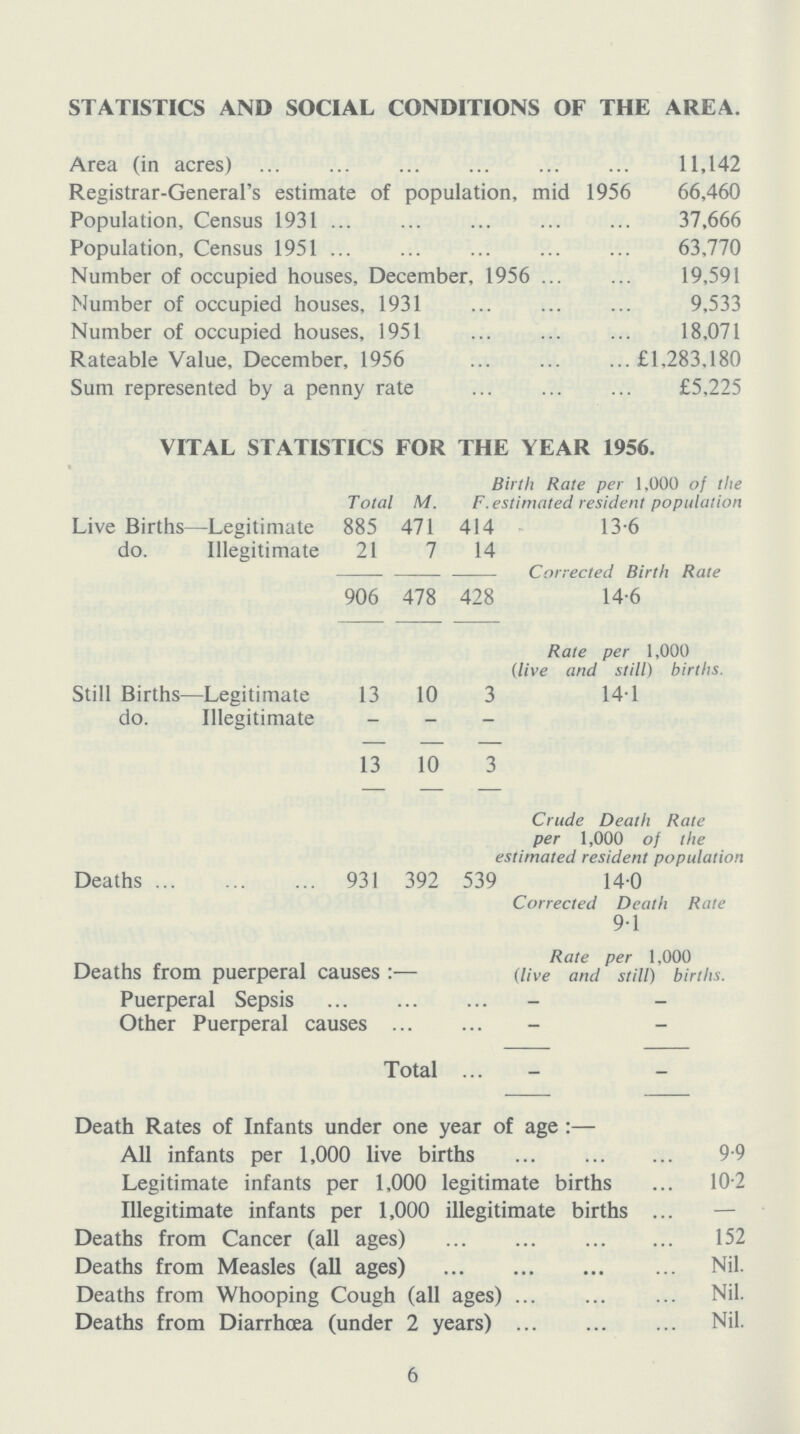 STATISTICS AND SOCIAL CONDITIONS OF THE AREA.
Area (in acres) ... ... ... ... ... ... 11,142
Registrar-General's estimate of population, mid 1956 66,460
Population, Census 1931 ... ... ... ... ... 37,666
Population, Census 1951 ... ... ... ... ... 63,770
Number of occupied houses, December, 1956 ... ... 19,591
Number of occupied houses, 1931 ... ... ... 9,533
Number of occupied houses, 1951 ... ... ... 18,071
Rateable Value, December, 1956 ... ... ... £1,283,180
Sum represented by a penny rate ... ... ... £5,225
VITAL STATISTICS FOR THE YEAR 1956.
Birth Rate per 1,000 of the
Total M. F. estimated resident population
Live Births—Legitimate 885 471 414 13·6
do. Illegitimate 21 7 14
Corrected Birth Rate
906 478 428 14·6
Rate per 1,000
(live and still) births.
Still Births—Legitimate 13 10 3 14·1
do. Illegitimate – – –
13 10 3
Crude Death Rate
per 1,000 of the
estimated resident population
Deaths ... ... ... 931 392 539 14·0
Corrected Death Rate
9·1
Rate per 1,000
Deaths from puerperal causes :— (live and still) births.
Puerperal Sepsis ... ... ... – –
Other Puerperal causes ... ... – –
Total ... – –
Death Rates of Infants under one year of age :—
All infants per 1,000 live births ... ... ... 9·9
Legitimate infants per 1,000 legitimate births ... 10·2
Illegitimate infants per 1,000 illegitimate births ... —
Deaths from Cancer (all ages) ... ... ... ... 152
Deaths from Measles (all ages) ... ... ... ... Nil.
Deaths from Whooping Cough (all ages) ... ... ... Nil.
Deaths from Diarrhœa (under 2 years) ... ... ... Nil.
6